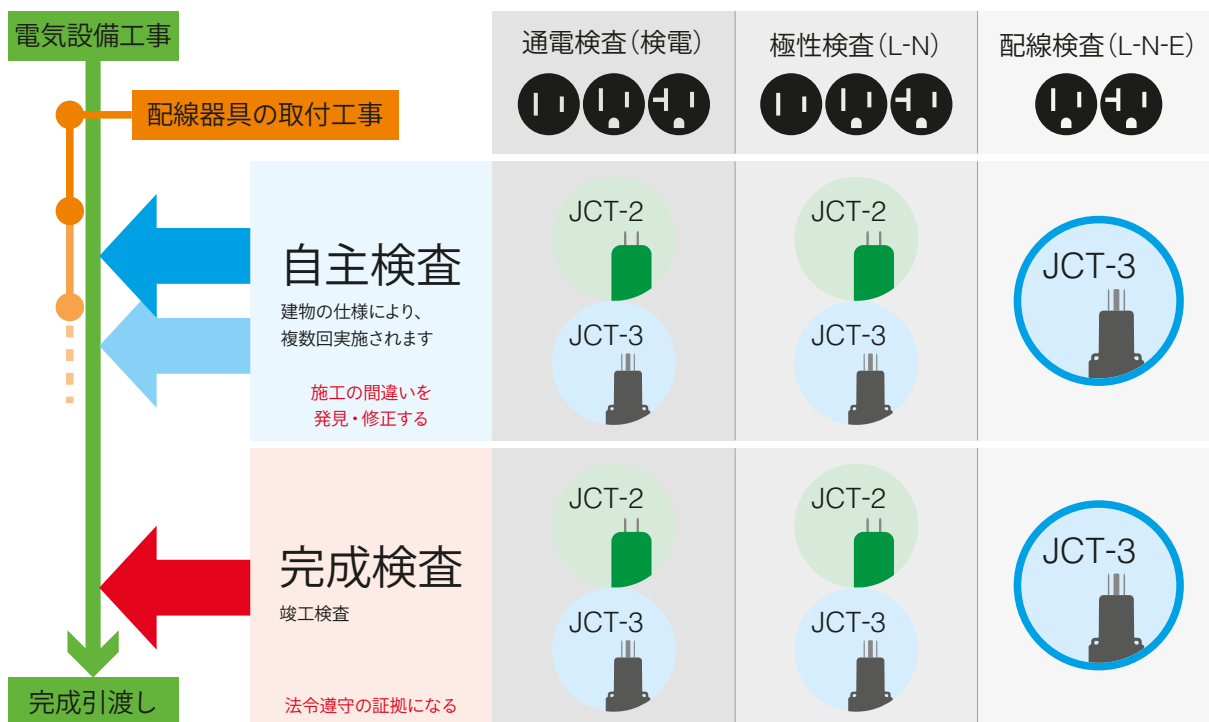 電気設備工事
配線器具の取付工事
通電検査（検電）
極性検査（L-N）
配線検査（L-N-E）
自主検査
建物の仕様により、
複数回実施されます
施工の間違いを
発見・修正する
JCT-2
JCT-3
JCT-2
JCT-3
JCT-3
完成検査
竣工検査
法令遵守の証拠になる
JCT-2
JCT-3
JCT-2
JCT-3
JCT-3
完成引渡し